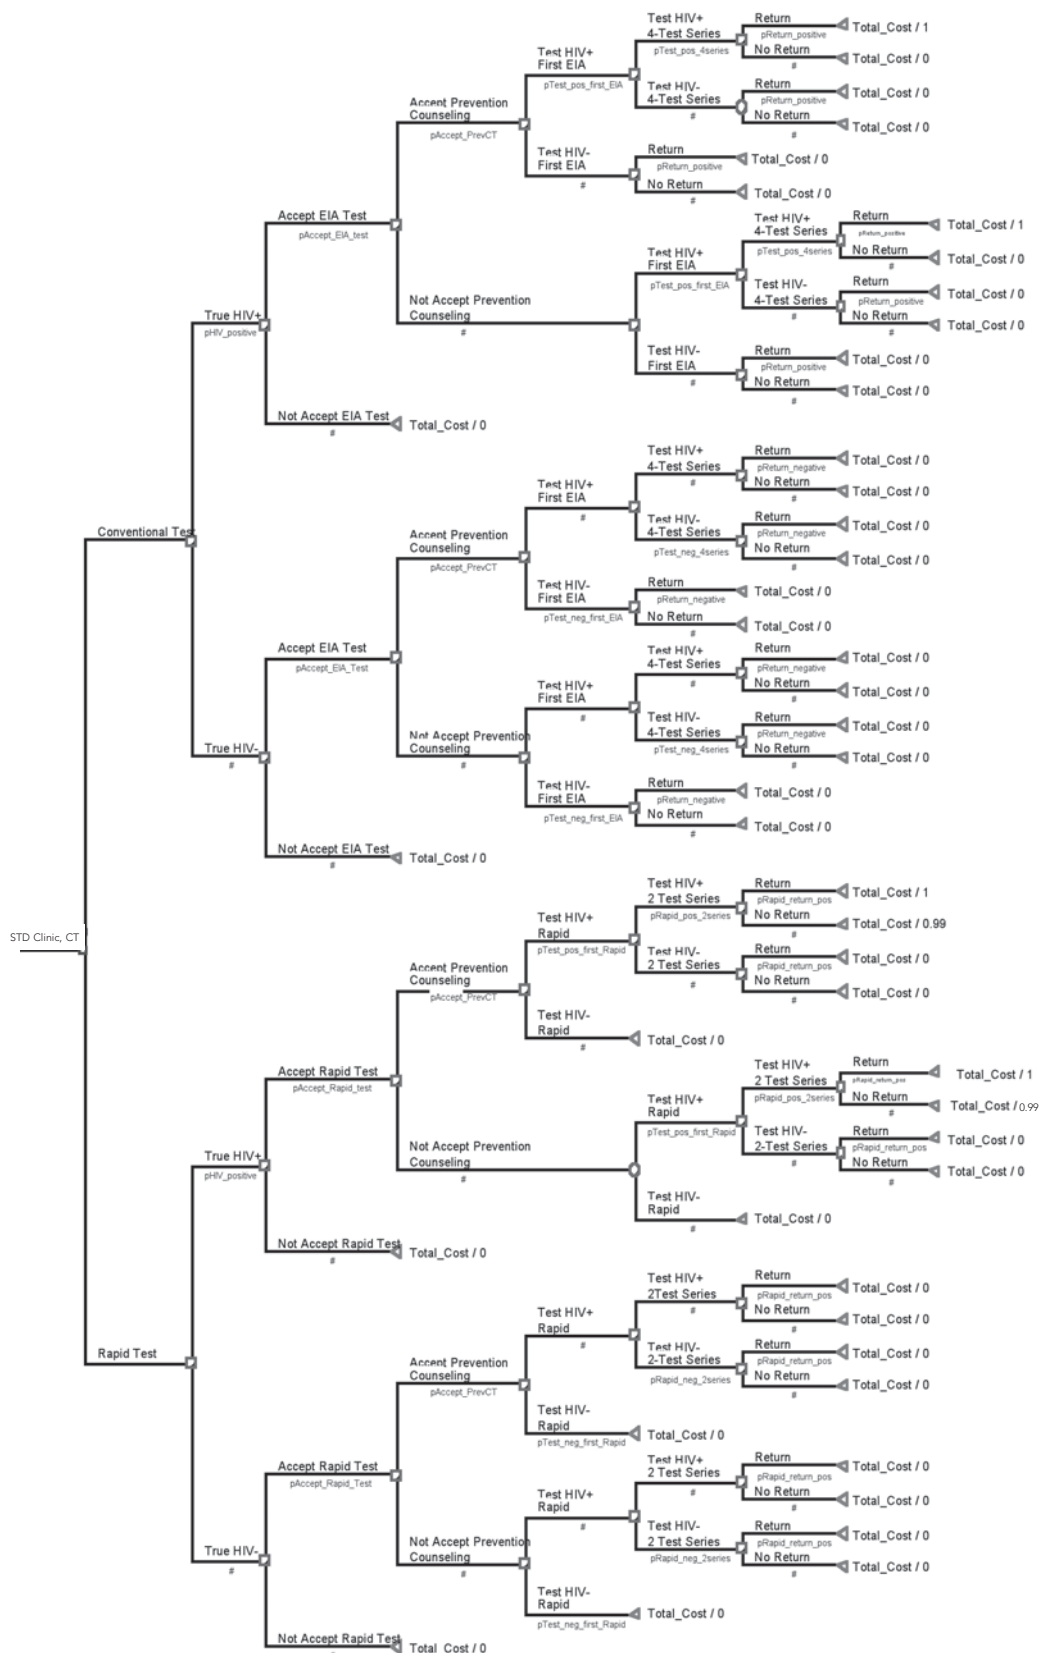 Test HIV+
4-Test Series
pTest_pos_4series
Return
pReturn_positive
Total_Cost / 1
No Return
#
Total_Cost / 0
Test HIV+
First EIA
pTest_pos_first_EIA
Test HIV-
4-Test Series
#
Return
pReturn_positive
Total_Cost / 0
No Return
#
Total_Cost / 0
Accept Prevention
Counseling
pAccept_PrevCT
Test HIV-
First EIA
#
Return
pReturn_positive
Total_Cost / 0
No Return
#
Total_Cost / 0
Accept EIA Test
pAccept_EIA_test
Test HIV+
4-Test Series
pTest_pos_4series
Return
pReturn_positive
Total_Cost / 1
No Return
#
Total_Cost / 0
Test HIV+
First EIA
pTest_pos_first_EIA
Test HIV-
4-Test Series
#
Return
pReturn_positive
Total_Cost / 0
No Return
#
Total_Cost / 0
Not Accept Prevention
Counseling
#
True HIV+
pHIV_positive
Test HIV-
First EIA
#
Return
pReturn_positive
Total_Cost / 0
No Return
#
Total_Cost / 0
Not Accept EIA Test
#
Total_Cost / 0
Conventional Test
Test HIV+
4-Test Series
#
Return
pReturn_negative
Total_Cost / 0
No Return
#
Total_Cost / 0
Test HIV+
First EIA
#
Test HIV-
4-Test Series
pTest_neg_4series
Return
pReturn_negative
Total_Cost / 0
No Return
#
Total_Cost / 0
Accept Prevention
Counseling
pAccept_PrevCT
Test HIV-
First EIA
pTest_neg_first_EIA
Return
pReturn_negative
Total_Cost / 0
No Return
#
Total_Cost / 0
Accept EIA Test
pAccept_EIA_Test
Test HIV+
4-Test Series
#
Return
pReturn_negative
Total_Cost / 0
No Return
#
Total_Cost / 0
Test HIV+
First EIA
#
Test HIV-
4-Test Series
pTest_neg_4series
Return
pReturn_negative
Total_Cost / 0
No Return
#
Total_Cost / 0
True HIV-
#
Not Accept Prevention
Counseling
#
Test HIV-
First EIA
pTest_neg_first_EIA
Return
pReturn_negative
Total_Cost / 0
No Return
#
Total_Cost / 0
Not Accept EIA Test
#
Total_Cost / 0
STD Clinic, CT
Test HIV+
2 Test Series
pRapid_pos_2series
Return
pRapid_return_pos
Total_Cost / 1
No Return
#
Total_Cost / 0.99
Test HIV+
Rapid
pTest_pos_first_Rapid
Test HIV-
2 Test Series
#
Return
pRapid_return_pos
Total_Cost / 0
No Return
#
Total_Cost / 0
Accept Prevention
Counseling
pAccept_PrevCT
Test HIV-
Rapid
#
Total_Cost / 0
Accept Rapid Test
pAccept_Rapid_test
Test HIV+
2 Test Series
pRapid_pos_2series
Return
pRapid_return_pos
Total_Cost / 1
No Return
#
Total_Cost / 0.99
Test HIV+
Rapid
pTest_pos_first_Rapid
Test HIV-
2-Test Series
#
Return
pRapid_return_pos
Total_Cost / 0
No Return
#
Total_Cost / 0
Not Accept Prevention
Counseling
#
True HIV+
pHIV_positive
Test HIV-
Rapid
#
Total_Cost / 0
Not Accept Rapid Test
#
Total_Cost / 0
Rapid Test
Test HIV+
2Test Series
#
Return
pRapid_return_pos
Total_Cost / 0
No Return
#
Total_Cost / 0
Test HIV+
Rapid
#
Test HIV-
2-Test Series
pRapid_neg_2series
Return
pRapid_return_pos
Total_Cost / 0
No Return
#
Total_Cost / 0
Accept Prevention
Counseling
pAccept_PrevCT
Test HIV-
Rapid
pTest_neg_first_Rapid
Total_Cost / 0
Accept Rapid Test
pAccept_Rapid_Test
Test HIV+
2 Test Series
#
Return
pRapid_return_pos
Total_Cost / 0
No Return
#
Total_Cost / 0
Test HIV+
Rapid
#
Test HIV-
2 Test Series
pRapid_neg_2series
Return
pRapid_return_pos
Total_Cost / 0
No Return
#
Total_Cost / 0
True HIV-
#
Not Accept Prevention
Counseling
#
Test HIV-
Rapid
pTest_neg_first_Rapid
Total_Cost / 0
Not Accept Rapid Test
Total_Cost / 0